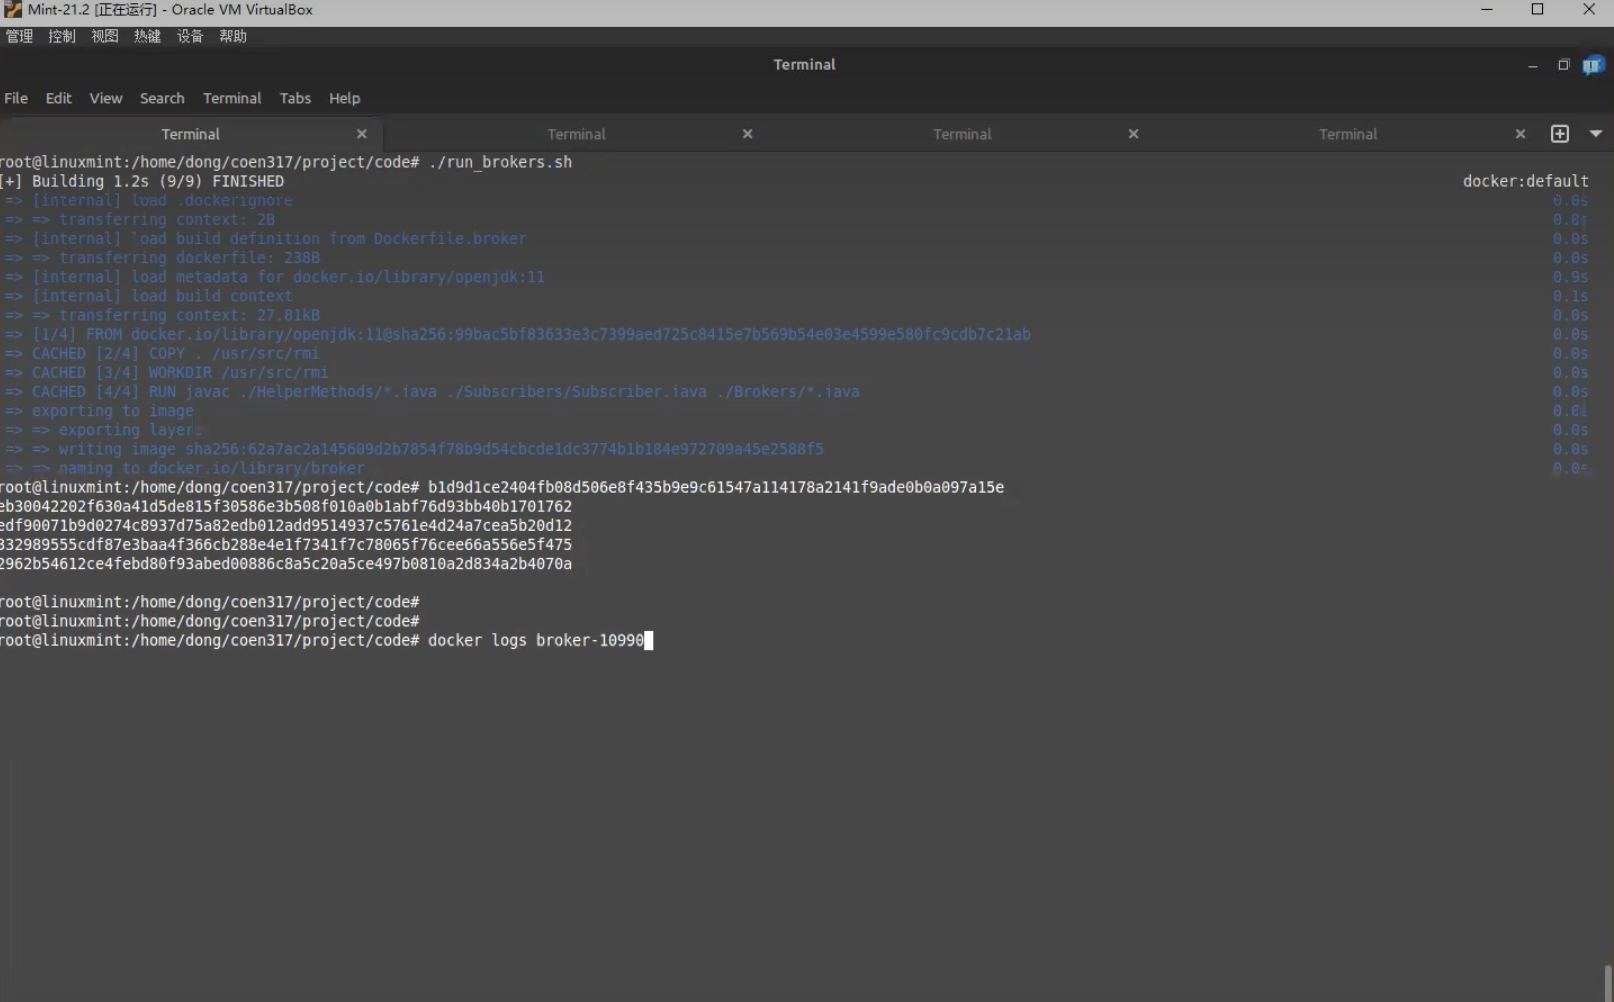 Mint-21.2 [正在运行] - Oracle VM VirtualBox
管理 控制 视图 热键 设备 帮助
Terminal
File Edit View Search Terminal Tabs Help
Terminal Terminal Terminal Terminal
root@linuxmint:/home/dong/coen317/project/code# ./run_brokers.sh
[+] Building 1.2s (9/9) FINISHED docker:default
=> [internal] load .dockerignore 0.0s
=> => transferring context: 2B 0.0s
=> [internal] load build definition from Dockerfile.broker 0.0s
=> => transferring dockerfile: 238B 0.0s
=> [internal] load metadata for docker.io/library/openjdk:11 0.9s
=> [internal] load build context 0.1s
=> => transferring context: 27.81kB 0.0s
=> [1/4] FROM docker.io/library/openjdk:11@sha256:99bac5bf83633e3c7399aed725c8415e7b569b54e03e4599e580fc9cdb7c21ab 0.0s
=> CACHED [2/4] COPY . /usr/src/rmi 0.0s
=> CACHED [3/4] WORKDIR /usr/src/rmi 0.0s
=> CACHED [4/4] RUN javac ./HelperMethods/*.java ./Subscribers/Subscriber.java ./Brokers/*.java 0.0s
=> exporting to image 0.0s
=> => exporting layers 0.0s
=> => writing image sha256:62a7ac2a145609d2b7854f78b9d54cbcde1dc3774b1b184e972709a45e2588f5 0.0s
=> => naming to docker.io/library/broker 0.0s
root@linuxmint:/home/dong/coen317/project/code# b1d9d1ce2404fb08d506e8f435b9e9c61547a114178a2141f9ade0b0a097a15e
eb30042202f630a41d5de815f30586e3b508f010a0b1abf76d93bb40b1701762
edf90071b9d0274c8937d75a82edb012add9514937c5761e4d24a7cea5b20d12
332989555cdf87e3baa4f366cb288e4e1f7341f7c78065f76cee66a556e5f475
2962b54612ce4febd80f93abed00886c8a5c20a5ce497b0810a2d834a2b4070a
root@linuxmint:/home/dong/coen317/project/code#
root@linuxmint:/home/dong/coen317/project/code#
root@linuxmint:/home/dong/coen317/project/code# docker logs broker-10990